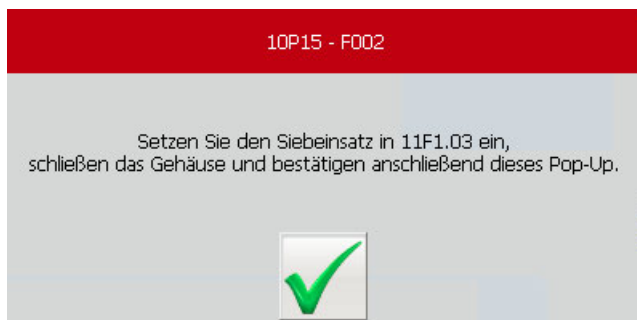 10P15 - F002
Setzen Sie den Siebeinsatz in 11F1.03 ein,
schließen das Gehäuse und bestätigen anschließend dieses Pop-Up.